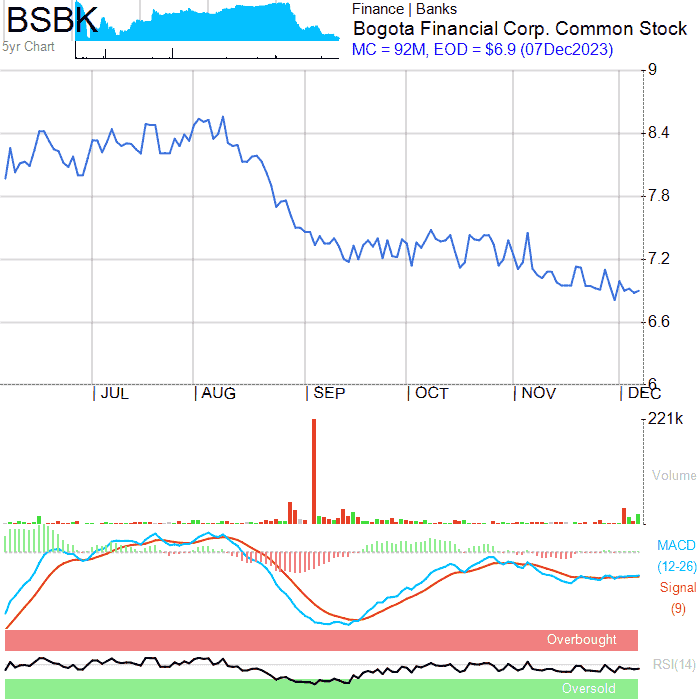 BSBK
5yr Chart
Finance | Banks
Bogota Financial Corp. Common Stock
MC = 92M, EOD = $6.9 (07Dec2023)
9
8.4
7.8
7.2
6.6
6
JUL AUG SEP OCT NOV DEC
221k
Volume
MACD
(12-26)
Signal
(9)
Overbought
RSI(14)
Oversold